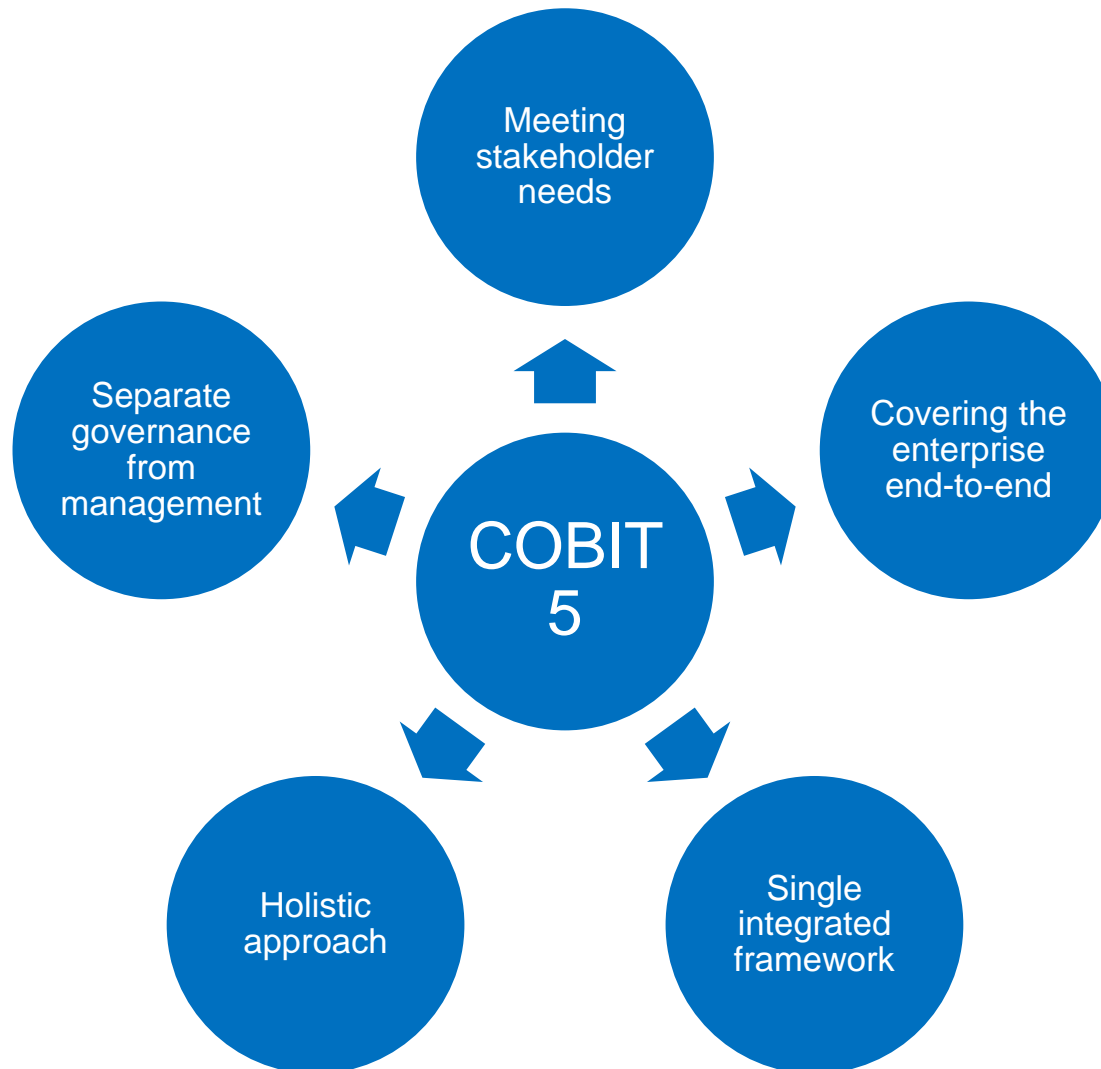 Meeting
stakeholder
needs
Separate
governance
from
management
Covering the
enterprise
end-to-end
COBIT
5
Holistic
approach
Single
integrated
framework